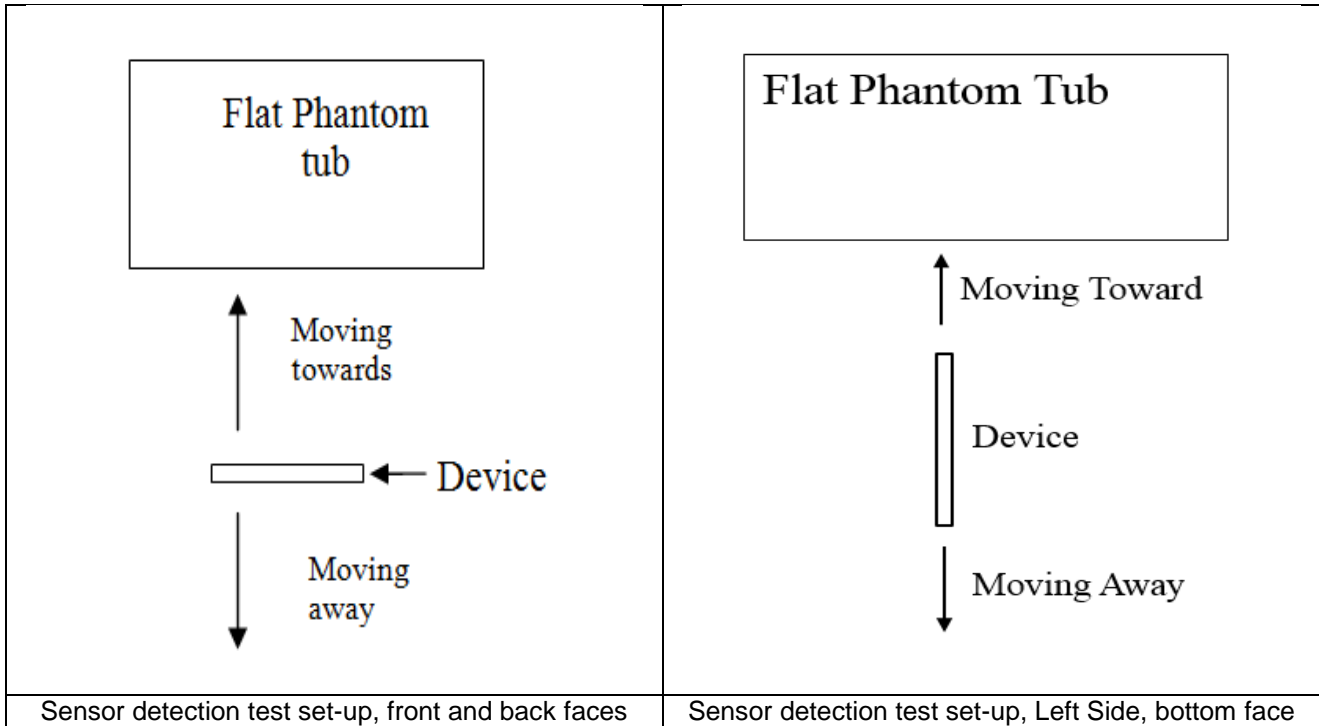 Flat Phantom
tub
Moving
towards
Device
Moving
away
Sensor detection test set-up, front and back faces
Flat Phantom Tub
Moving Toward
Device
Moving Away
Sensor detection test set-up, Left Side, bottom face